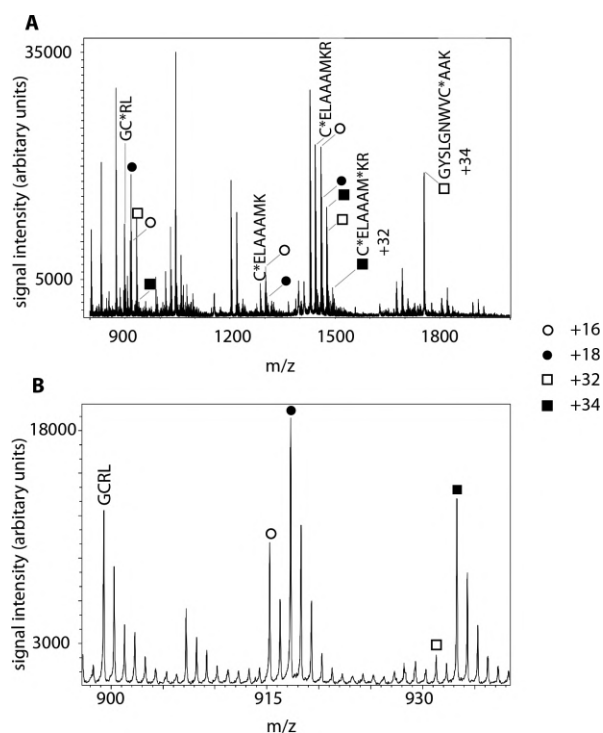 A
35000
5000
signal intensity (arbitary units)
GC*RL
C*ELAAAMK
C*ELAAAMKR
C*ELAAAM*KR
+32
GYSLGNWVC*AAK
+34
900
1200
1500
1800
m/z
+16
+18
+32
+34
B
18000
3000
signal intensity (arbitary units)
GCRL
900
915
930
m/z